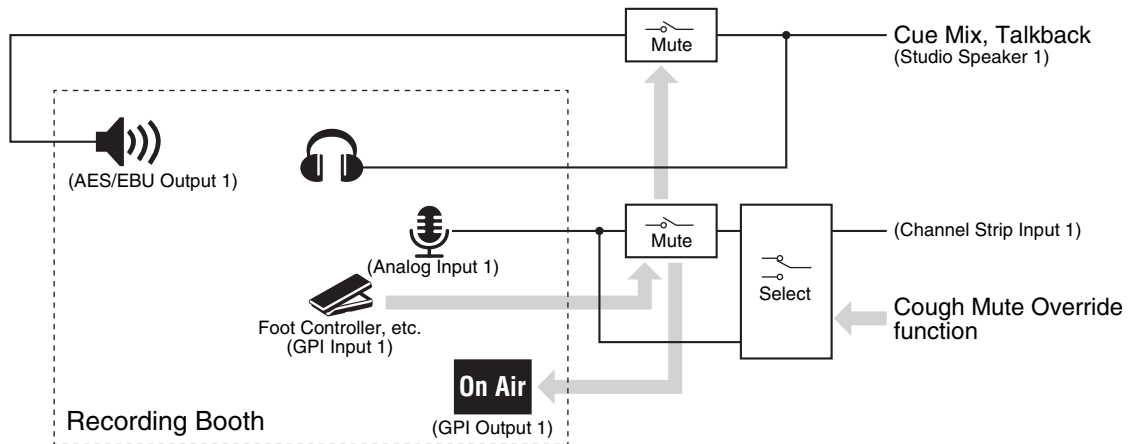 Mute
Cue Mix, Talkback
(Studio Speaker 1)
(AES/EBU Output 1)
(Analog Input 1)
Mute
(Channel Strip Input 1)
Select
Foot Controller, etc.
(GPI Input 1)
Cough Mute Override
function
On Air
(GPI Output 1)
Recording Booth